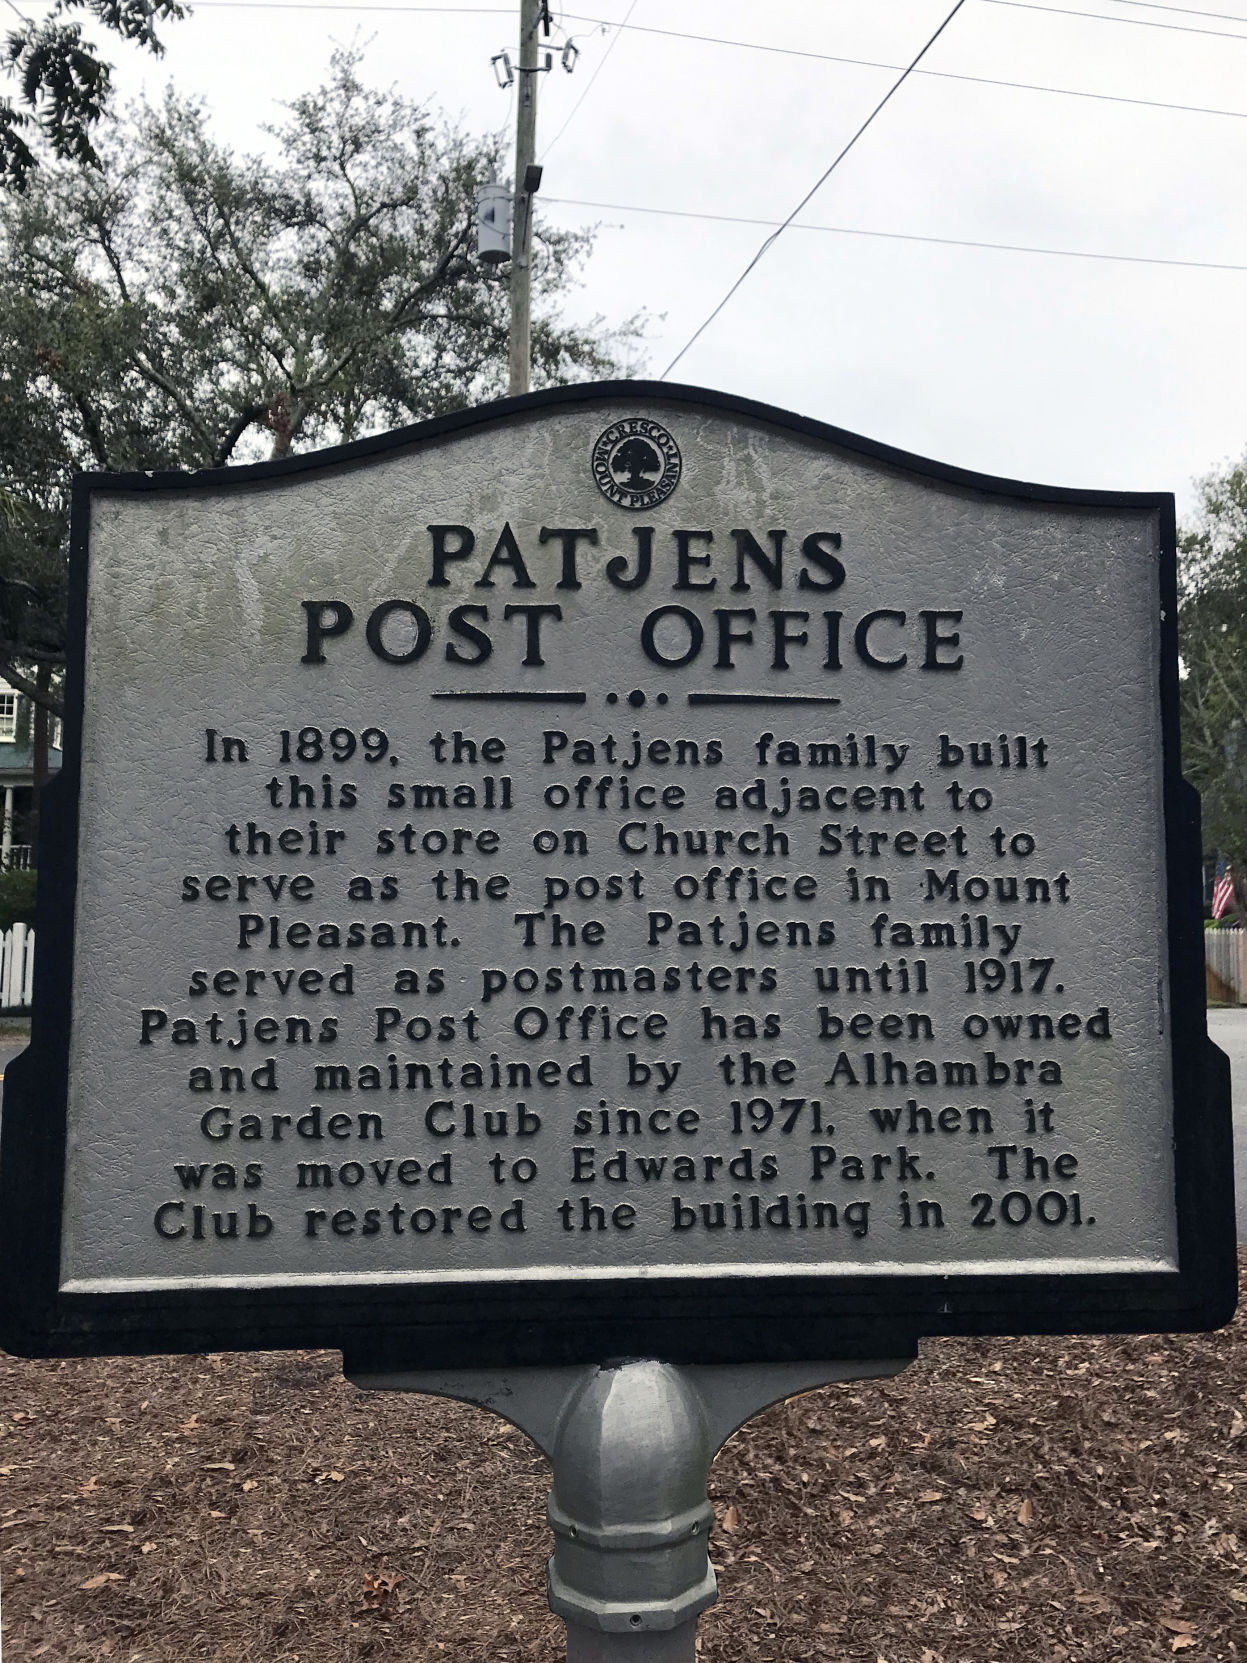 CRESCO
MOUNT PLEASANT
PATJENS
POST OFFICE
In 1899, the Patjens family built
this small office adjacent to
their store on Church Street to
serve as the post office in Mount
Pleasant. The Patjens family
served as postmasters until 1917.
Patjens Post Office has been owned
and maintained by the Alhambra
Garden Club since 1971, when it
was moved to Edwards Park. The
Club restored the building in 2001.